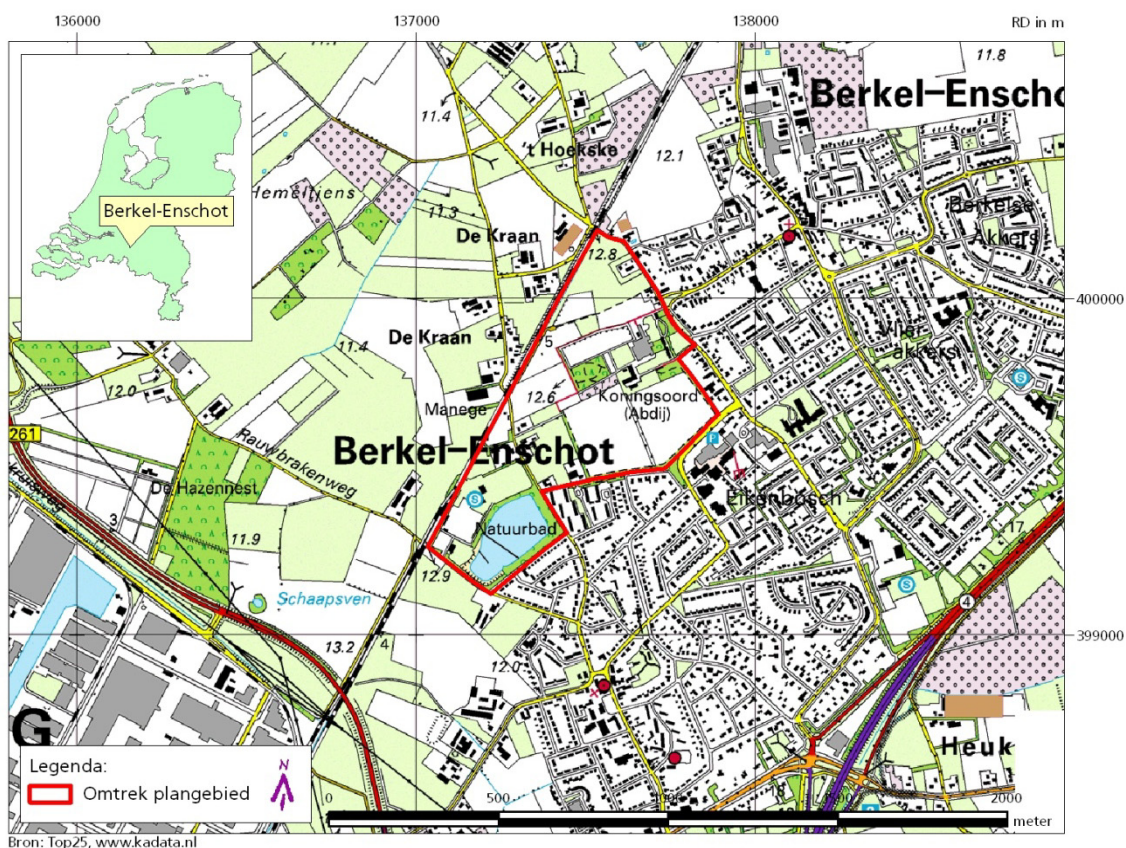 136000 137000 138000 RD in m
Berkel-Enschot
11.4
't Hoekske
12.1
11.8
Berkel-Enscho
Hemeltjens
11.3
De Kraan
12.8
Berkelse
Akkers
400000
11.4
De Kraan
5
Vlier-
akkers
S
12.0
Manege
12.6
Koningsoord
(Abdij)
261
Rauwbrakenweg
Berkel-Enschot
P
De Hazennest
S
Eikenbosch
3
11.9
Natuurbad
17
12.9
Schaapsven
S
4
399000
13.2
4
12.0
G
Heuk
Legenda:
N
Omtrek plangebied
18
0 500 2000
meter
Bron: Top25, www.kadata.nl